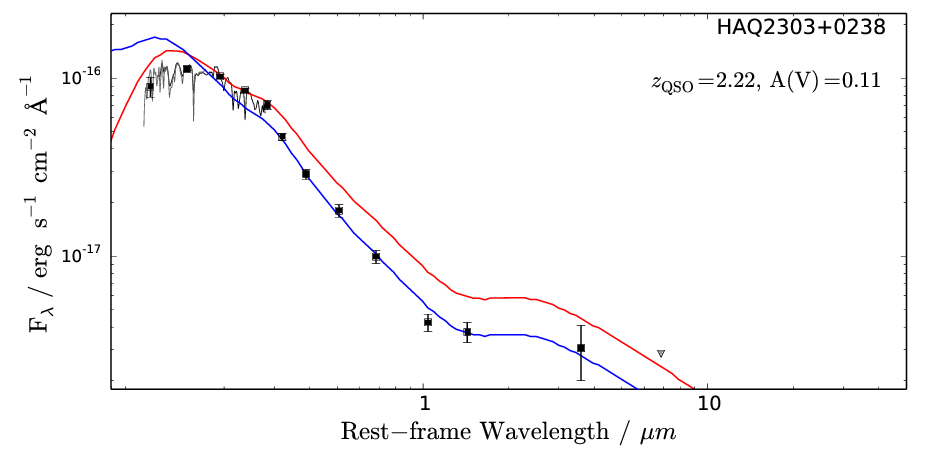 HAQ2303+0238
z_QSO=2.22, A(V)=0.11
10^-16
10^-17
F_λ / erg s^−1 cm^−2 Å^−1
1 10
Rest−frame Wavelength / μm